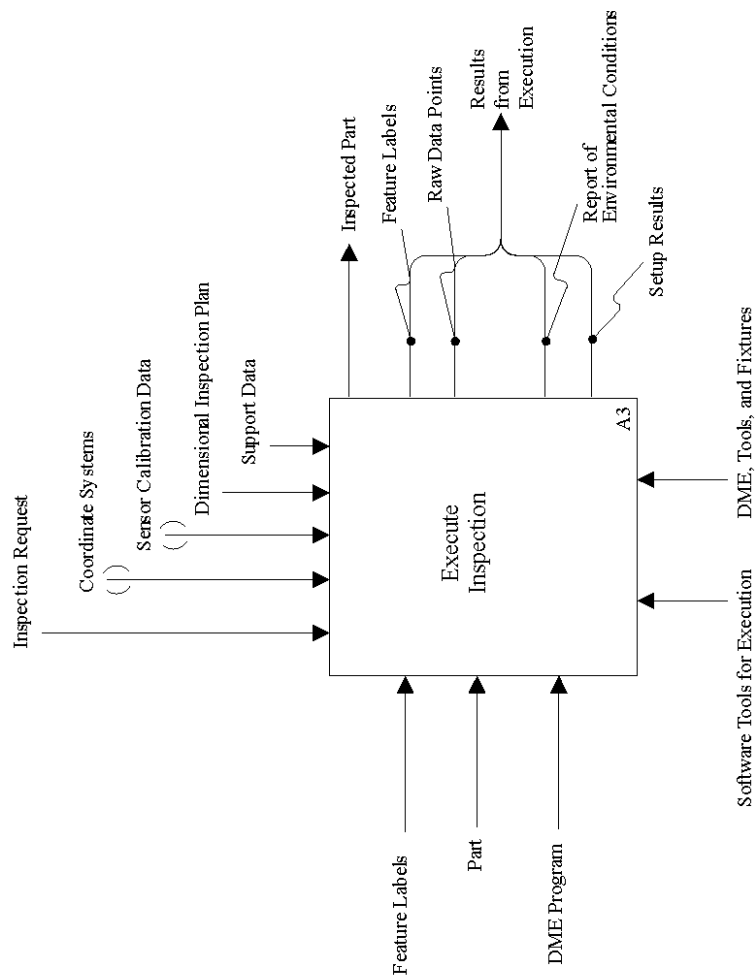 Inspection Request
Coordinate Systems
Sensor Calibration Data
Dimensional Inspection Plan
Support Data
Feature Labels
Part
DME Program
Execute
Inspection
A3
Inspected Part
Feature Labels
Raw Data Points
Results
from
Execution
Report of
Environmental Conditions
Setup Results
Software Tools for Execution
DME, Tools, and Fixtures